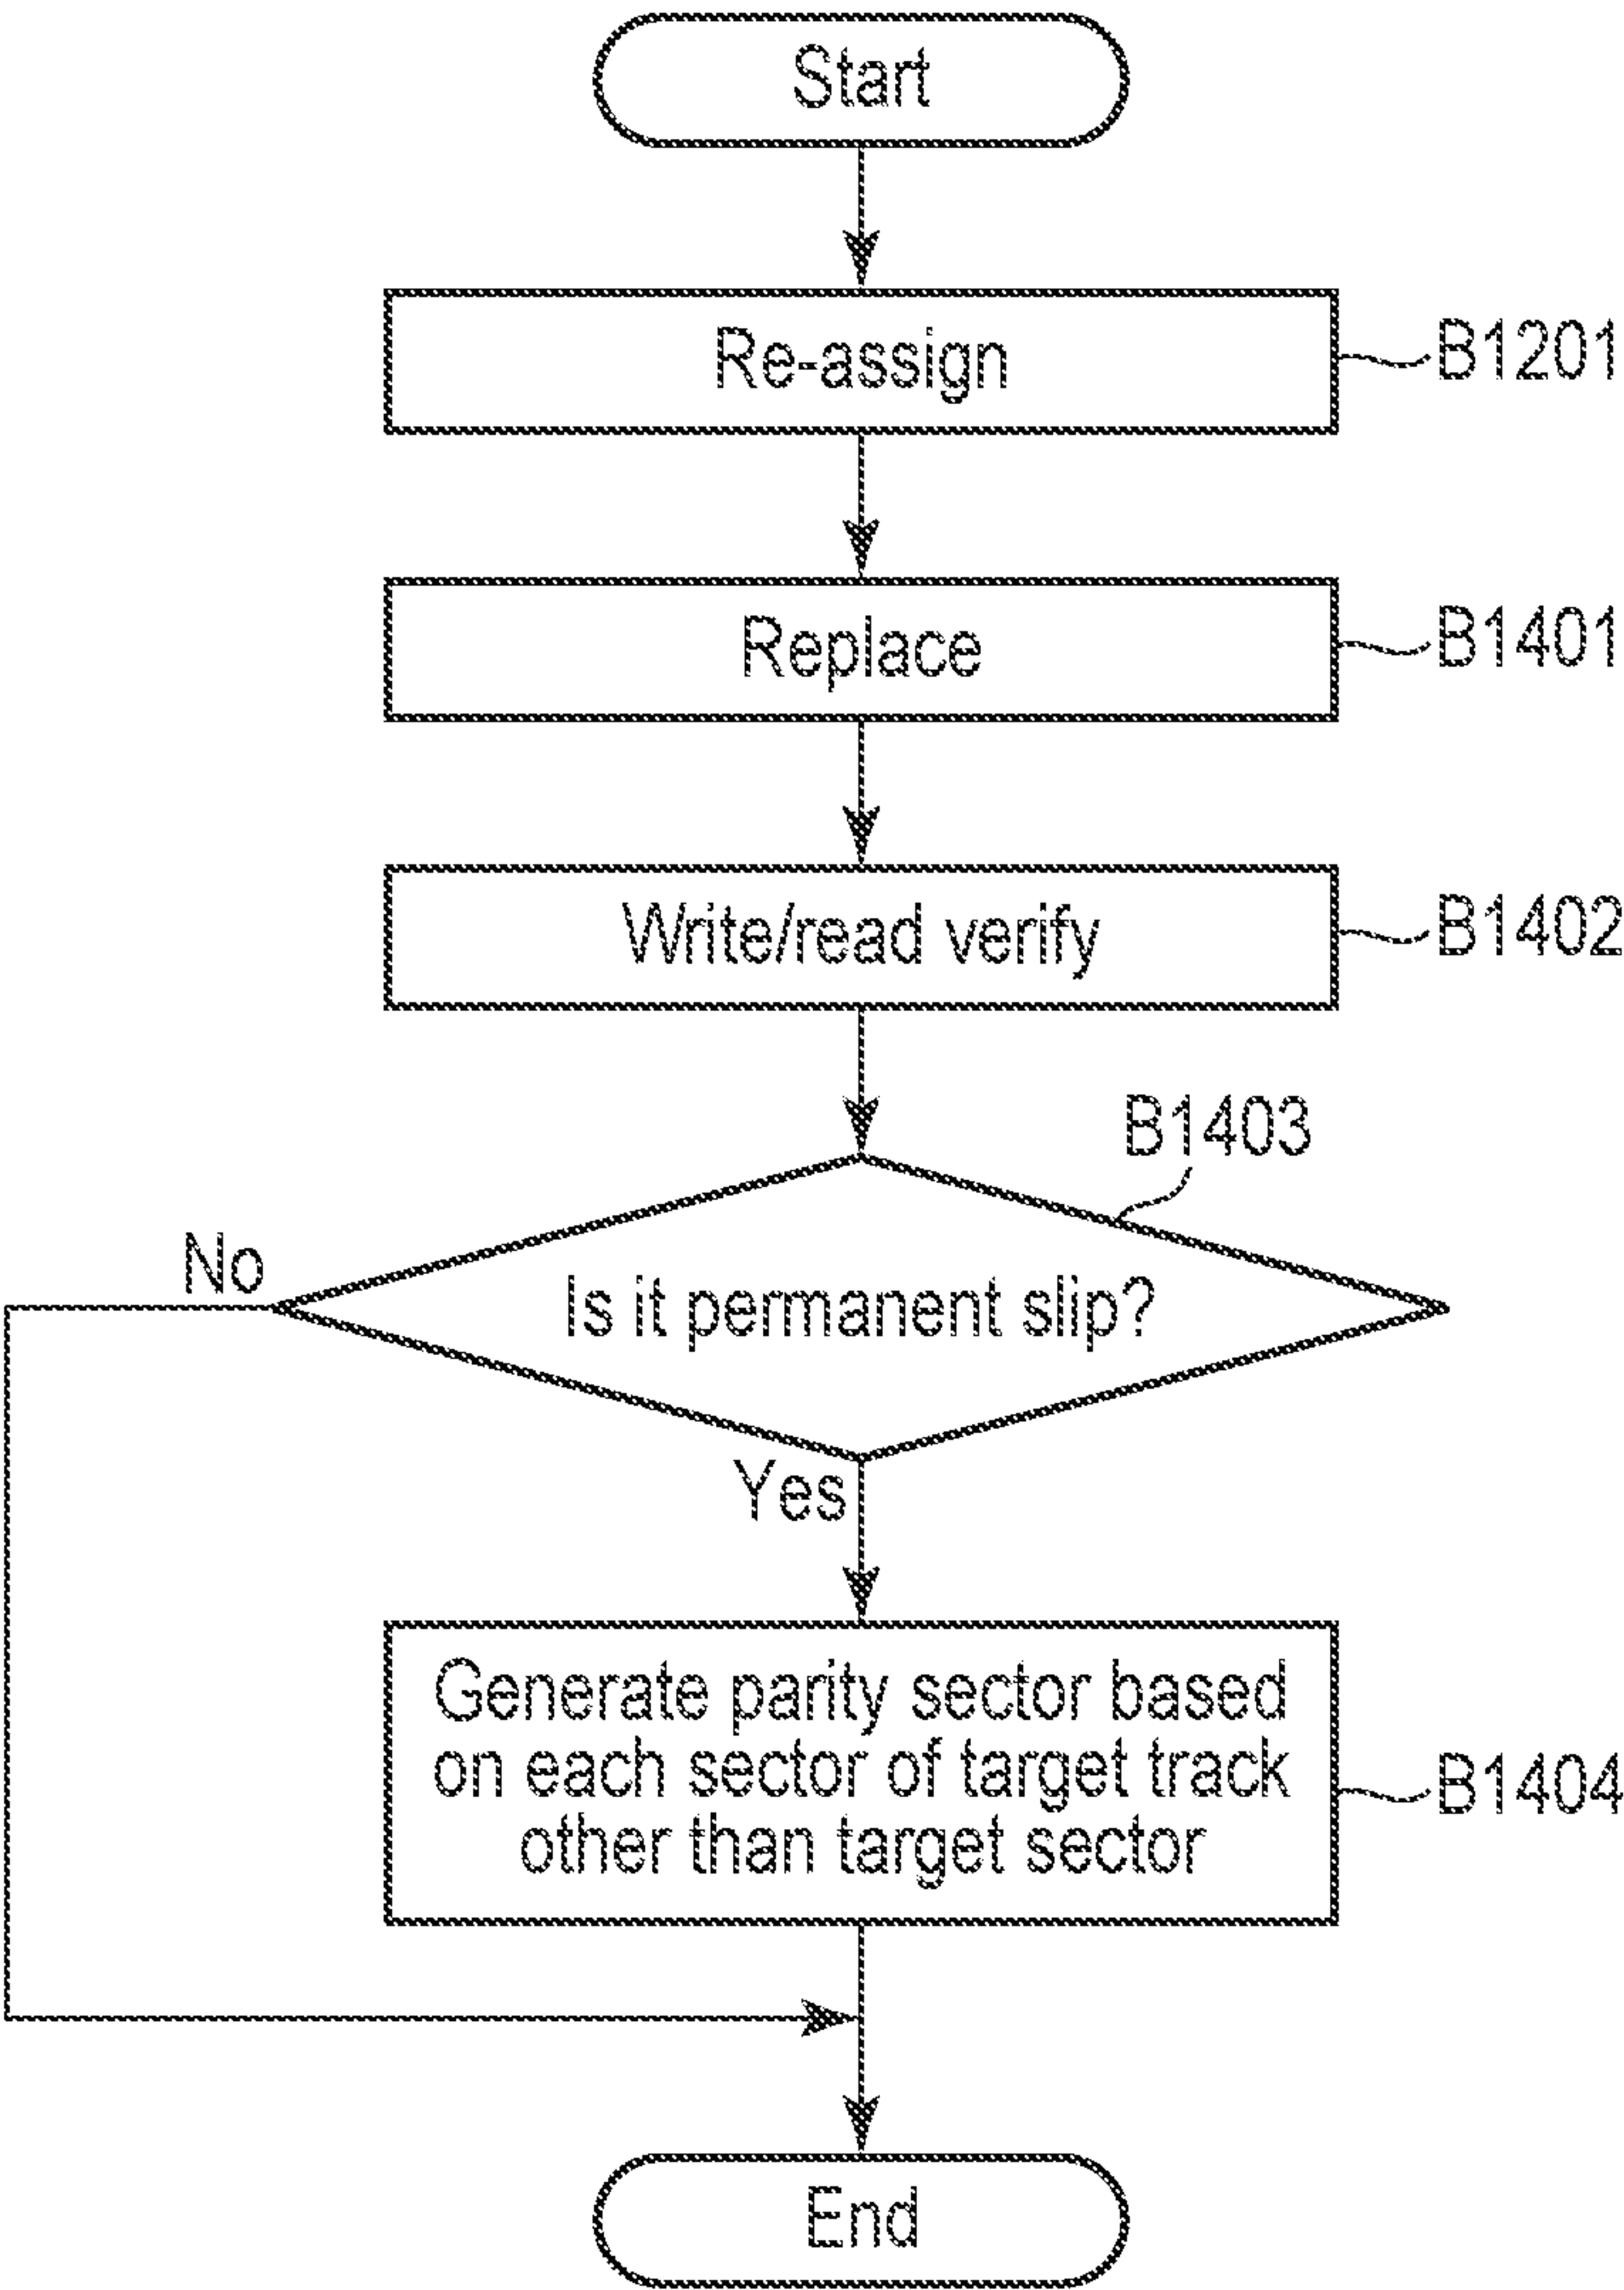 Start
Re-assign
B1201
Replace
B1401
Write/read verify
B1402
B1403
No
Is it permanent slip?
Yes
Generate parity sector based
on each sector of target track
other than target sector
B1404
End